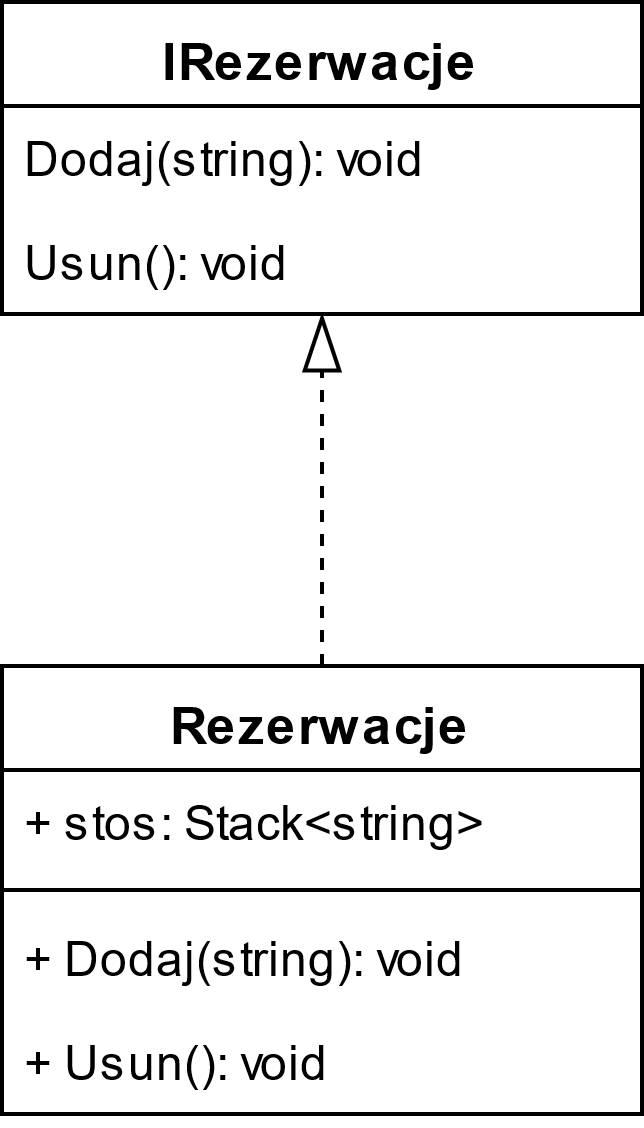 IRezerwacje
Dodaj(string): void
Usun(): void
Rezerwacje
+ stos: Stack<string>
+ Dodaj(string): void
+ Usun(): void